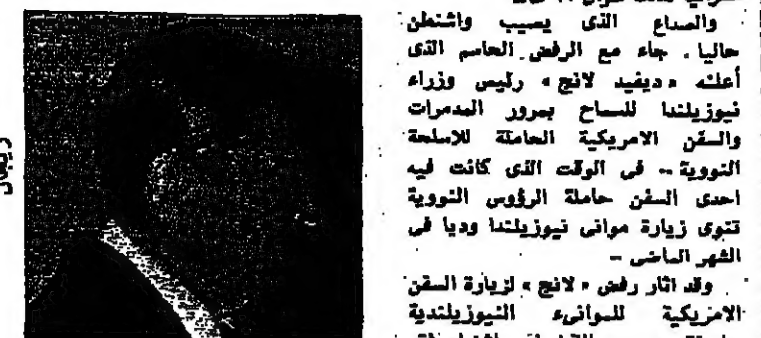 والصداع الذى يصيب واشنطن
حاليا . جاء مع الرفض الحاسم الذى
أعلنه « ديفيد لانج » رئيس وزراء
نيوزيلندا للسماح بمرور المدمرات
والسفن الامريكية الحاملة للاسلحة
النووية -- فى الوقت الذى كانت فيه
احدى السفن حاملة الرؤوس النووية
تنوى زيارة موانى نيوزيلندا وديا فى
الشهر الماضى –
وقد اثار رفض « لانج » لزيارة السفن
الامريكية للموانىء النيوزيلندية
ريجان